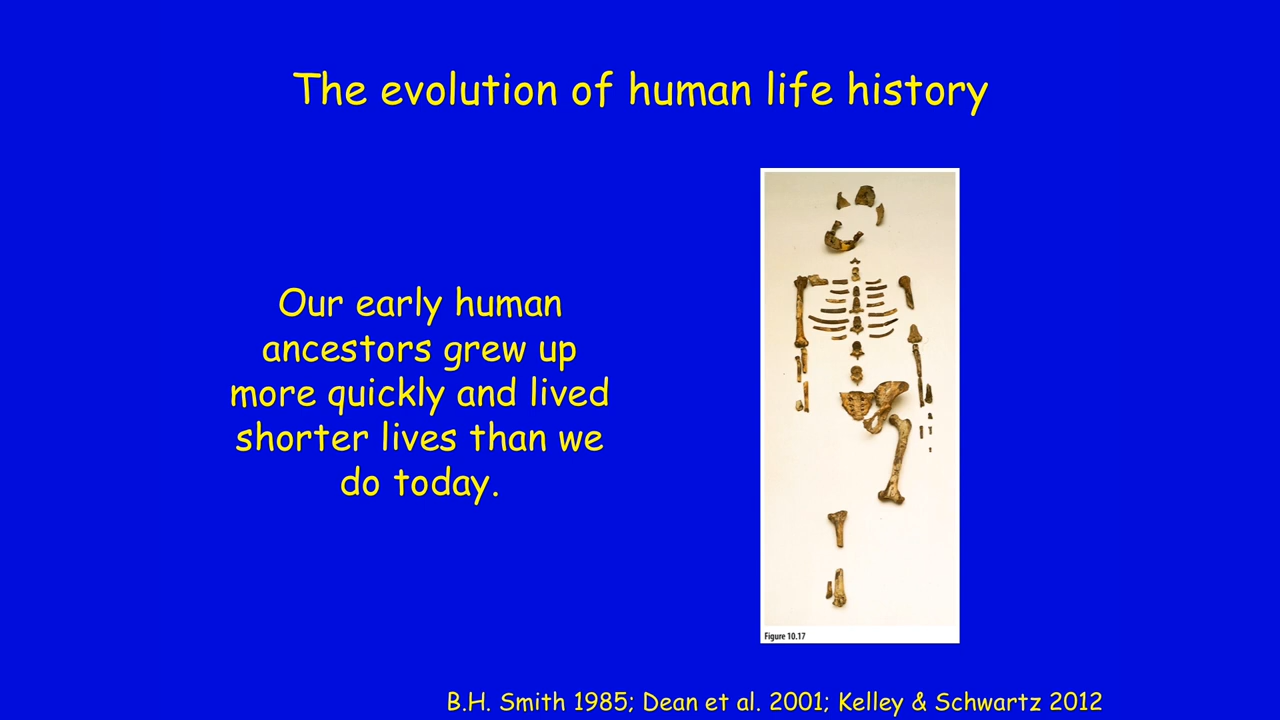 The evolution of human life history
Our early human
ancestors grew up
more quickly and lived
shorter lives than we
do today.
Figure 10.17
B.H. Smith 1985; Dean et al. 2001; Kelley & Schwartz 2012